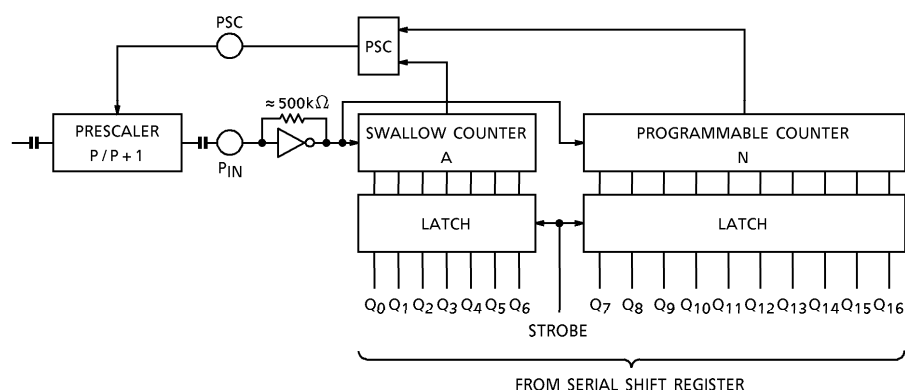 PSC
PSC
≈500kΩ
PRESCALER
P/P+1
PIN
SWALLOW COUNTER
A
PROGRAMMABLE COUNTER
N
LATCH
LATCH
Q0 Q1 Q2 Q3 Q4 Q5 Q6
Q7 Q8 Q9 Q10 Q11 Q12 Q13 Q14 Q15 Q16
STROBE
FROM SERIAL SHIFT REGISTER